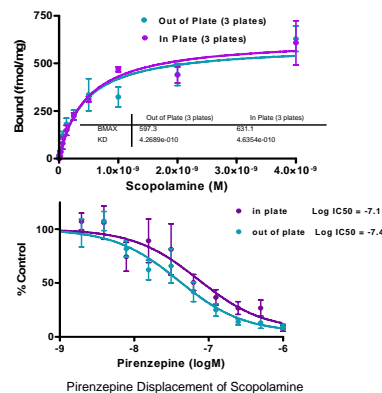 Out of Plate (3 plates)
In Plate (3 plates)
Bound (fmol/mg)
750
500
250
0
Out of Plate (3 plates) In Plate (3 plates)
BMAX 597.3 631.1
KD 4.2689e-010 4.6354e-010
0 1.0×10⁻⁹ 2.0×10⁻⁹ 3.0×10⁻⁹ 4.0×10⁻⁹
Scopolamine (M)
in plate Log IC50 = -7.1
out of plate Log IC50 = -7.4
% Control
100
50
0
-9 -8 -7 -6
Pirenzepine (logM)
Pirenzepine Displacement of Scopolamine